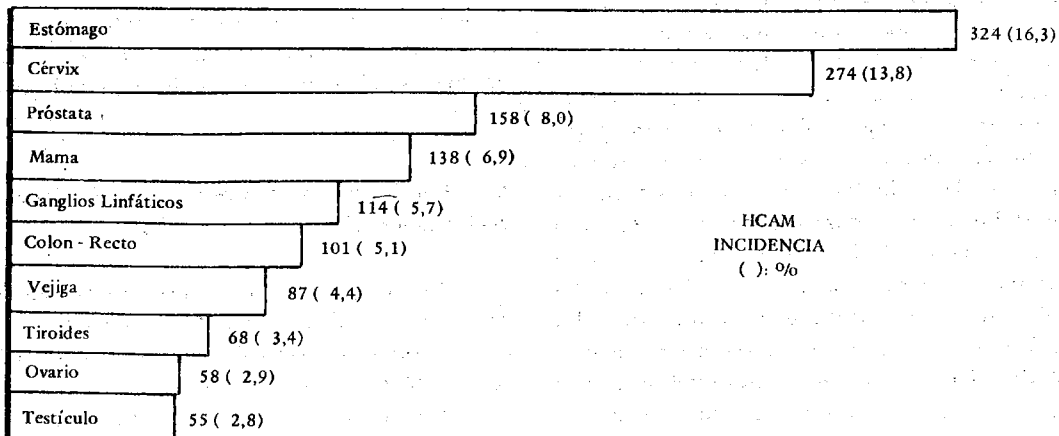 Estómago 324 (16,3)
Cérvix 274 (13,8)
Próstata 158 ( 8,0)
Mama 138 ( 6,9)
Ganglios Linfáticos 114 ( 5,7)
Colon - Recto 101 ( 5,1)
Vejiga 87 ( 4,4)
Tiroides 68 ( 3,4)
Ovario 58 ( 2,9)
Testículo 55 ( 2,8)
HCAM
INCIDENCIA
( ): %